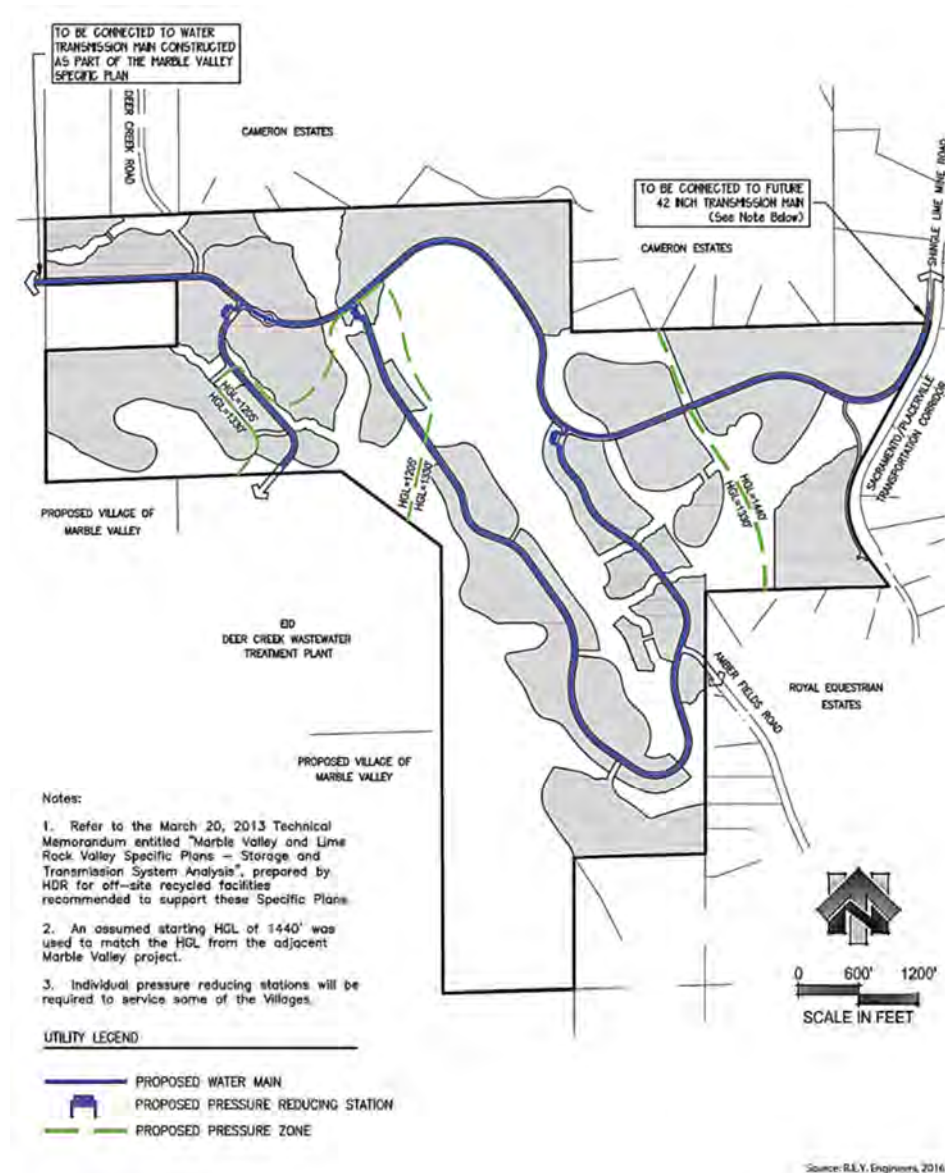 TO BE CONNECTED TO WATER
TRANSMISSION MAIN CONSTRUCTED
AS PART OF THE MARBLE VALLEY
SPECIFIC PLAN
DEER CREEK ROAD
CAMERON ESTATES
TO BE CONNECTED TO FUTURE
42 INCH TRANSMISSION MAIN
(See Note Below)
SHINGLE LIME MINE ROAD
CAMERON ESTATES
SACRAMENTO/PLACERVILLE
TRANSPORTATION CORRIDOR
HGL=1205'
HGL=1330'
HGL=1205'
HGL=1330'
HGL=1440'
HGL=1330'
PROPOSED VILLAGE OF
MARBLE VALLEY
EID
DEER CREEK WASTEWATER
TREATMENT PLANT
AMBER FIELDS ROAD
ROYAL EQUESTRIAN
ESTATES
PROPOSED VILLAGE OF
MARBLE VALLEY
Notes:
1. Refer to the March 20, 2013 Technical
Memorandum entitled "Marble Valley and Lime
Rock Valley Specific Plans – Storage and
Transmission System Analysis", prepared by
HDR for off-site recycled facilities
recommended to support these Specific Plans.
2. An assumed starting HGL of 1440' was
used to match the HGL from the adjacent
Marble Valley project.
3. Individual pressure reducing stations will be
required to service some of the Villages.
0 600' 1200'
SCALE IN FEET
UTILITY LEGEND
PROPOSED WATER MAIN
PROPOSED PRESSURE REDUCING STATION
PROPOSED PRESSURE ZONE
Source: R.E.Y. Engineers, 2016